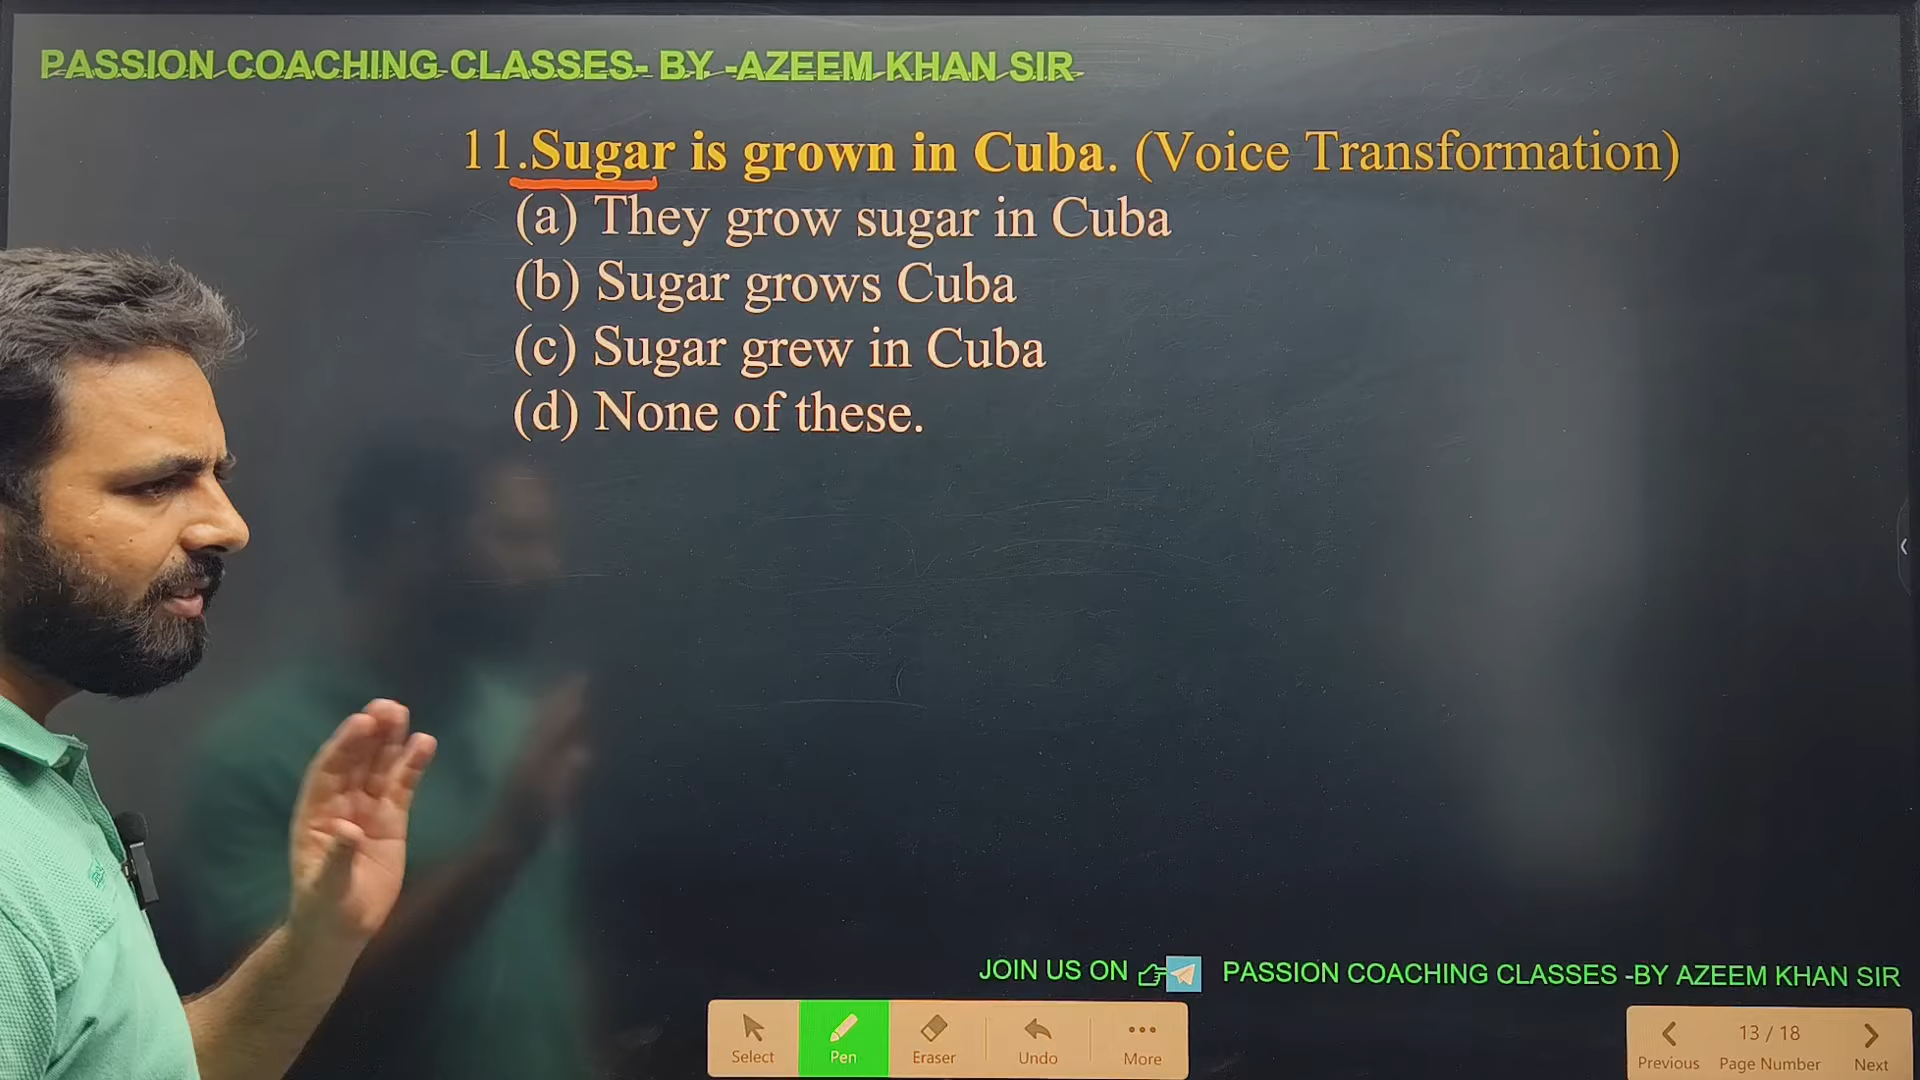 PASSION COACHING CLASSES- BY -AZEEM KHAN SIR
11.Sugar is grown in Cuba. (Voice Transformation)
(a) They grow sugar in Cuba
(b) Sugar grows Cuba
(c) Sugar grew in Cuba
(d) None of these.
JOIN US ON PASSION COACHING CLASSES -BY AZEEM KHAN SIR
Select Pen Eraser Undo More
13 / 18
Previous Page Number Next